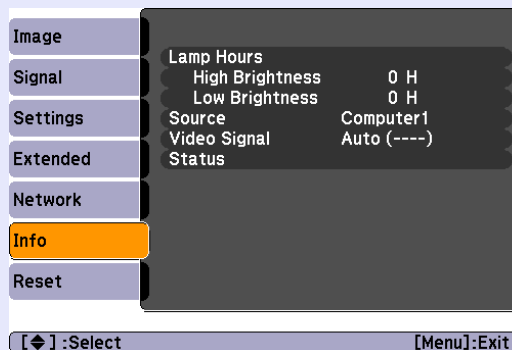 Image
Signal
Settings
Extended
Network
Info
Reset
Lamp Hours
High Brightness 0 H
Low Brightness 0 H
Source Computer1
Video Signal Auto (----)
Status
[◆] :Select [Menu]:Exit